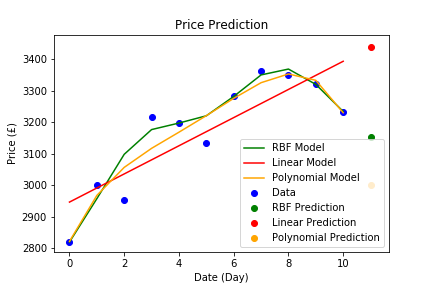 Price Prediction
Price (£)
3400
3300
3200
3100
3000
2900
2800
RBF Model
Linear Model
Polynomial Model
Data
RBF Prediction
Linear Prediction
Polynomial Prediction
0 2 4 6 8 10
Date (Day)